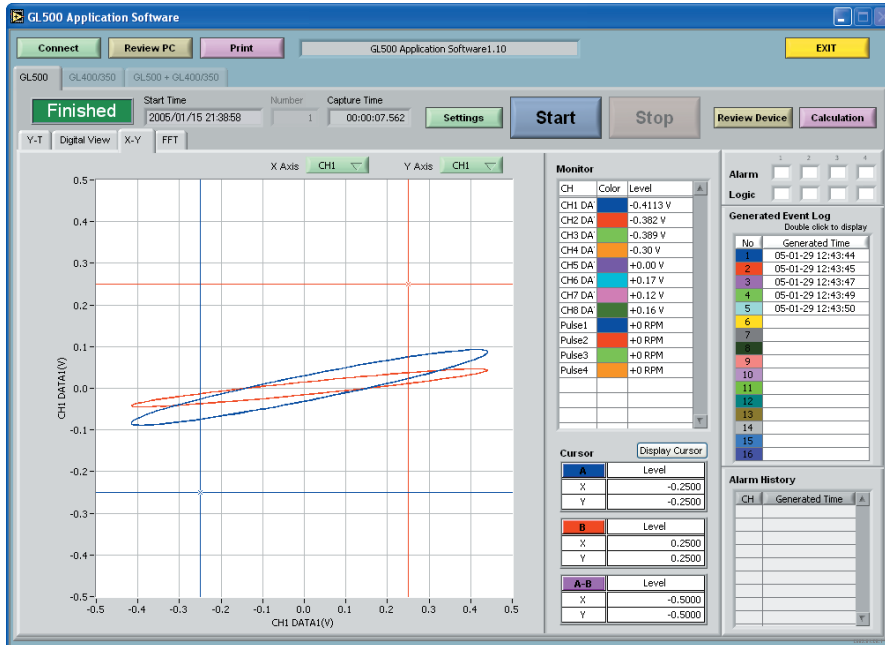 GL500 Application Software
Connect Review PC Print GL500 Application Software1.10 EXIT
GL500 GL400/350 GL500 + GL400/350
Finished
Start Time Number Capture Time
2005/01/15 21:38:58 1 00:00:07.562
Settings Start Stop Review Device Calculation
Y-T Digital View X-Y FFT
X Axis CH1 Y Axis CH1
0.5
0.4
0.3
0.2
0.1
0.0
-0.1
-0.2
-0.3
-0.4
-0.5
CH1 DATA1(V)
-0.5 -0.4 -0.3 -0.2 -0.1 0.0 0.1 0.2 0.3 0.4 0.5
CH1 DATA1(V)
Monitor
CH Color Level
CH1 DA -0.4113 V
CH2 DA -0.382 V
CH3 DA -0.389 V
CH4 DA -0.30 V
CH5 DA +0.00 V
CH6 DA +0.17 V
CH7 DA +0.12 V
CH8 DA +0.16 V
Pulse1 +0 RPM
Pulse2 +0 RPM
Pulse3 +0 RPM
Pulse4 +0 RPM
Cursor Display Cursor
A Level
X -0.2500
Y -0.2500
B Level
X 0.2500
Y 0.2500
A-B Level
X -0.5000
Y -0.5000
1 2 3 4
Alarm
Logic
Generated Event Log
Double click to display
No Generated Time
1 05-01-29 12:43:44
2 05-01-29 12:43:45
3 05-01-29 12:43:47
4 05-01-29 12:43:49
5 05-01-29 12:43:50
6
7
8
9
10
11
12
13
14
15
16
Alarm History
CH Generated Time